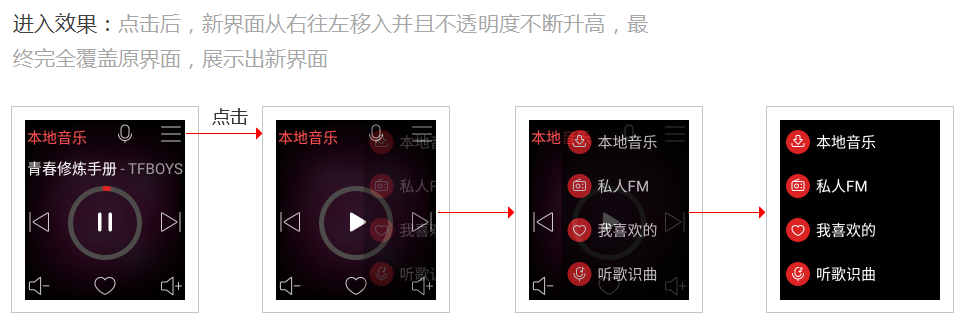 进入效果：点击后，新界面从右往左移入并且不透明度不断升高，最
终完全覆盖原界面，展示出新界面
点击
本地音乐
青春修炼手册 - TFBOYS
本地音乐
本地音
私人F
我喜欢
听歌识
本地音
本地音乐
私人FM
我喜欢的
听歌识曲
本地音乐
私人FM
我喜欢的
听歌识曲